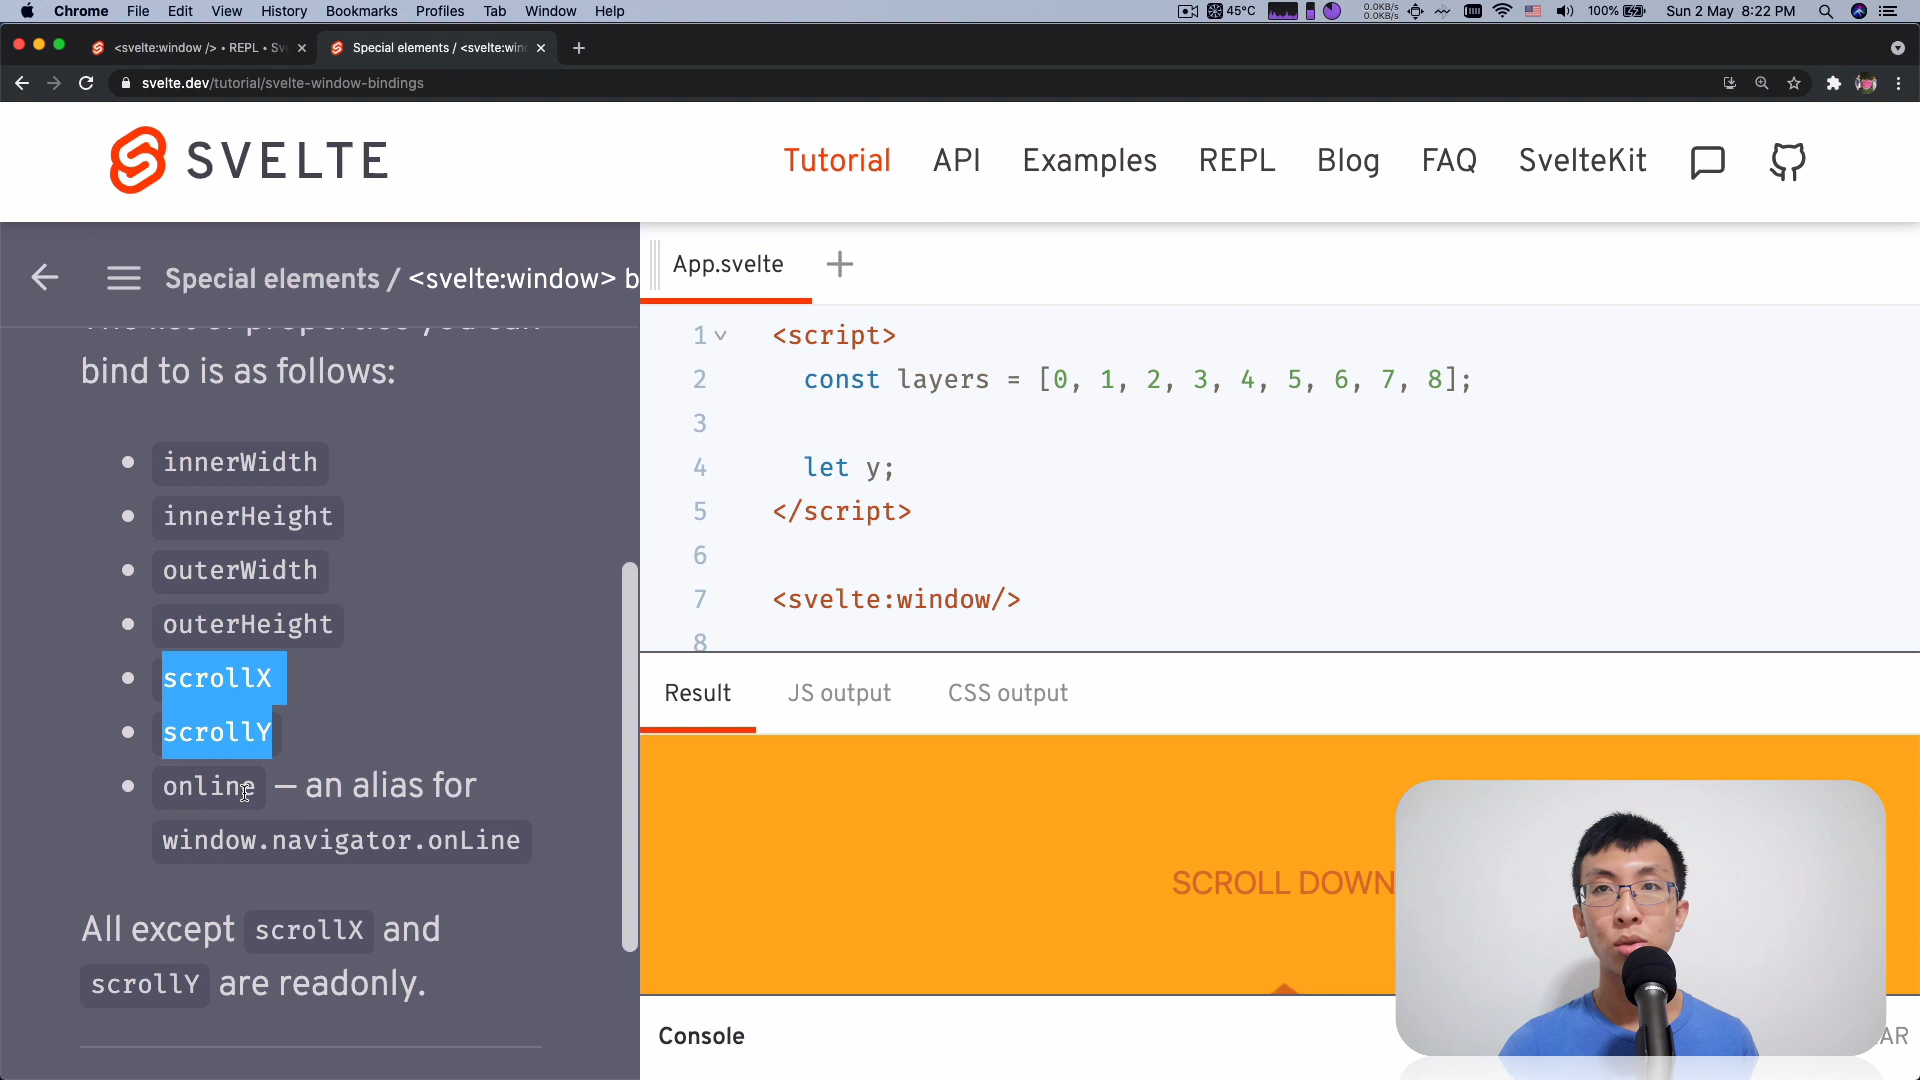 Chrome File Edit View History Bookmarks Profiles Tab Window Help 45°C 0.0KB/s 0.0KB/s 100% Sun 2 May 8:22 PM
<svelte:window /> • REPL • Sv
Special elements / <svelte:win
svelte.dev/tutorial/svelte-window-bindings
SVELTE
Tutorial API Examples REPL Blog FAQ SvelteKit
Special elements / <svelte:window> b
bind to is as follows:
innerWidth
innerHeight
outerWidth
outerHeight
scrollX
scrollY
online – an alias for
window.navigator.onLine
All except scrollX and
scrollY are readonly.
App.svelte
1 <script>
2 const layers = [0, 1, 2, 3, 4, 5, 6, 7, 8];
3
4 let y;
5 </script>
6
7 <svelte:window/>
8
Result JS output CSS output
SCROLL DOWN
Console
AR